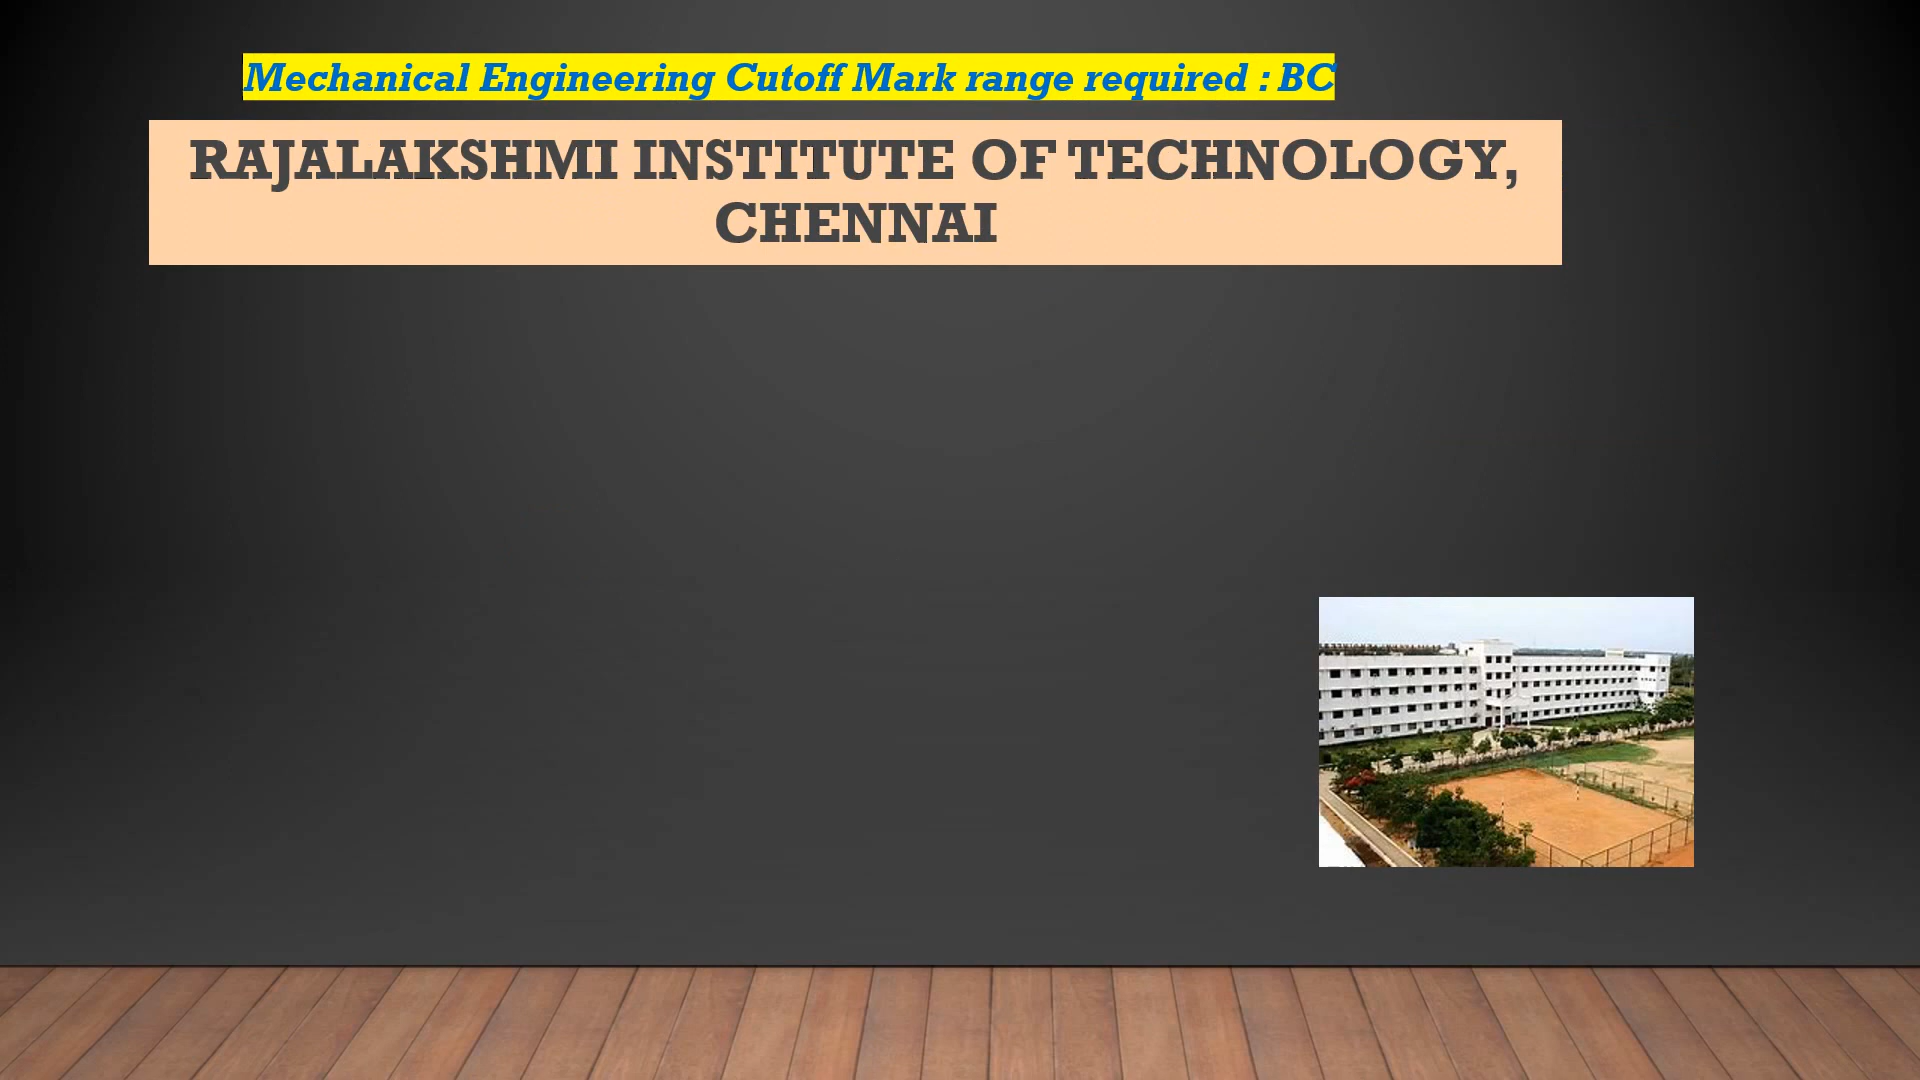 Mechanical Engineering Cutoff Mark range required : BC
RAJALAKSHMI INSTITUTE OF TECHNOLOGY,
CHENNAI